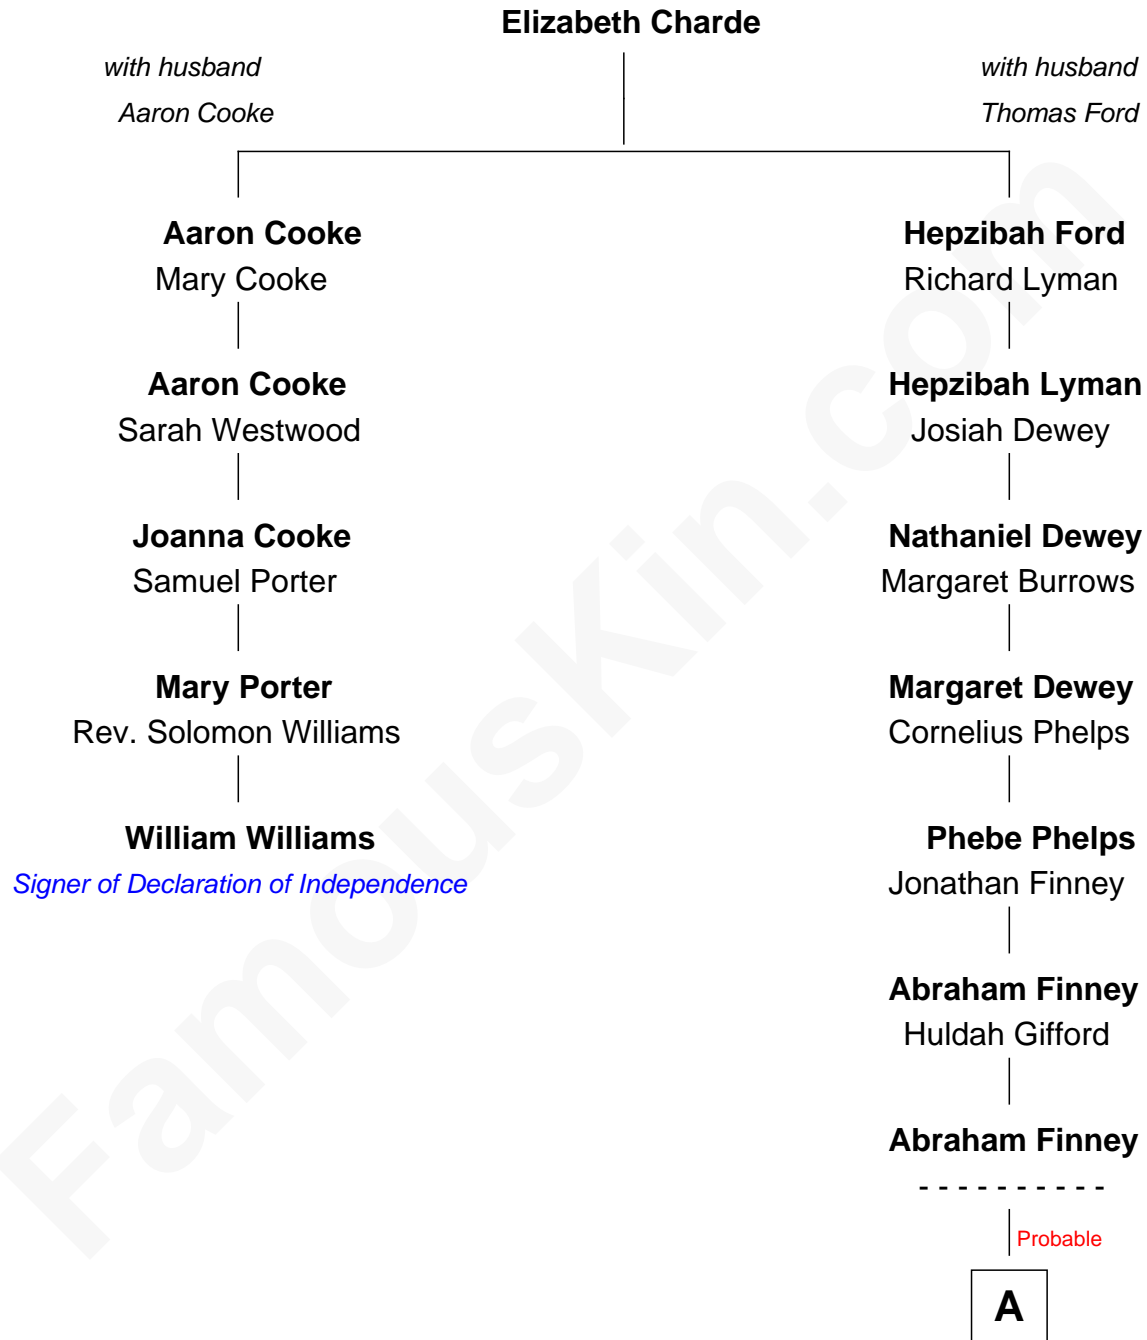 Elizabeth Charde
with husband
Aaron Cooke
with husband
Thomas Ford
Aaron Cooke
Mary Cooke
Hepzibah Ford
Richard Lyman
Aaron Cooke
Sarah Westwood
Hepzibah Lyman
Josiah Dewey
Joanna Cooke
Samuel Porter
Nathaniel Dewey
Margaret Burrows
Mary Porter
Rev. Solomon Williams
Margaret Dewey
Cornelius Phelps
William Williams
Signer of Declaration of Independence
Phebe Phelps
Jonathan Finney
Abraham Finney
Huldah Gifford
Abraham Finney
- - - - - - - - - -
Probable
A
FamousKin.com